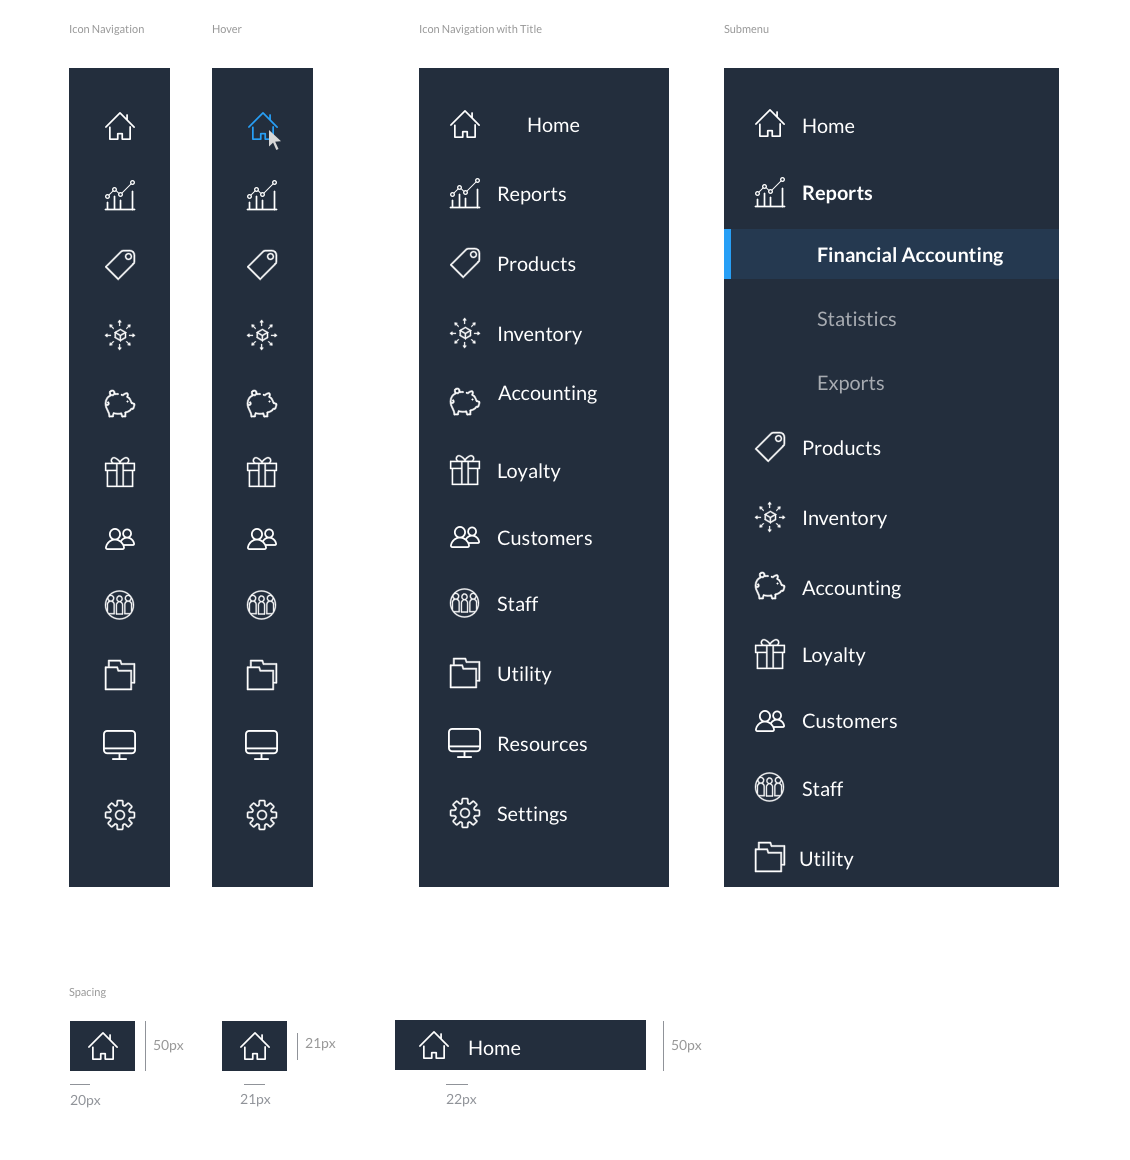 Icon Navigation
Hover
Icon Navigation with Title
Submenu
Home
Reports
Products
Inventory
Accounting
Loyalty
Customers
Staff
Utility
Resources
Settings
Home
Reports
Financial Accounting
Statistics
Exports
Products
Inventory
Accounting
Loyalty
Customers
Staff
Utility
Spacing
50px
20px
21px
21px
Home
50px
22px